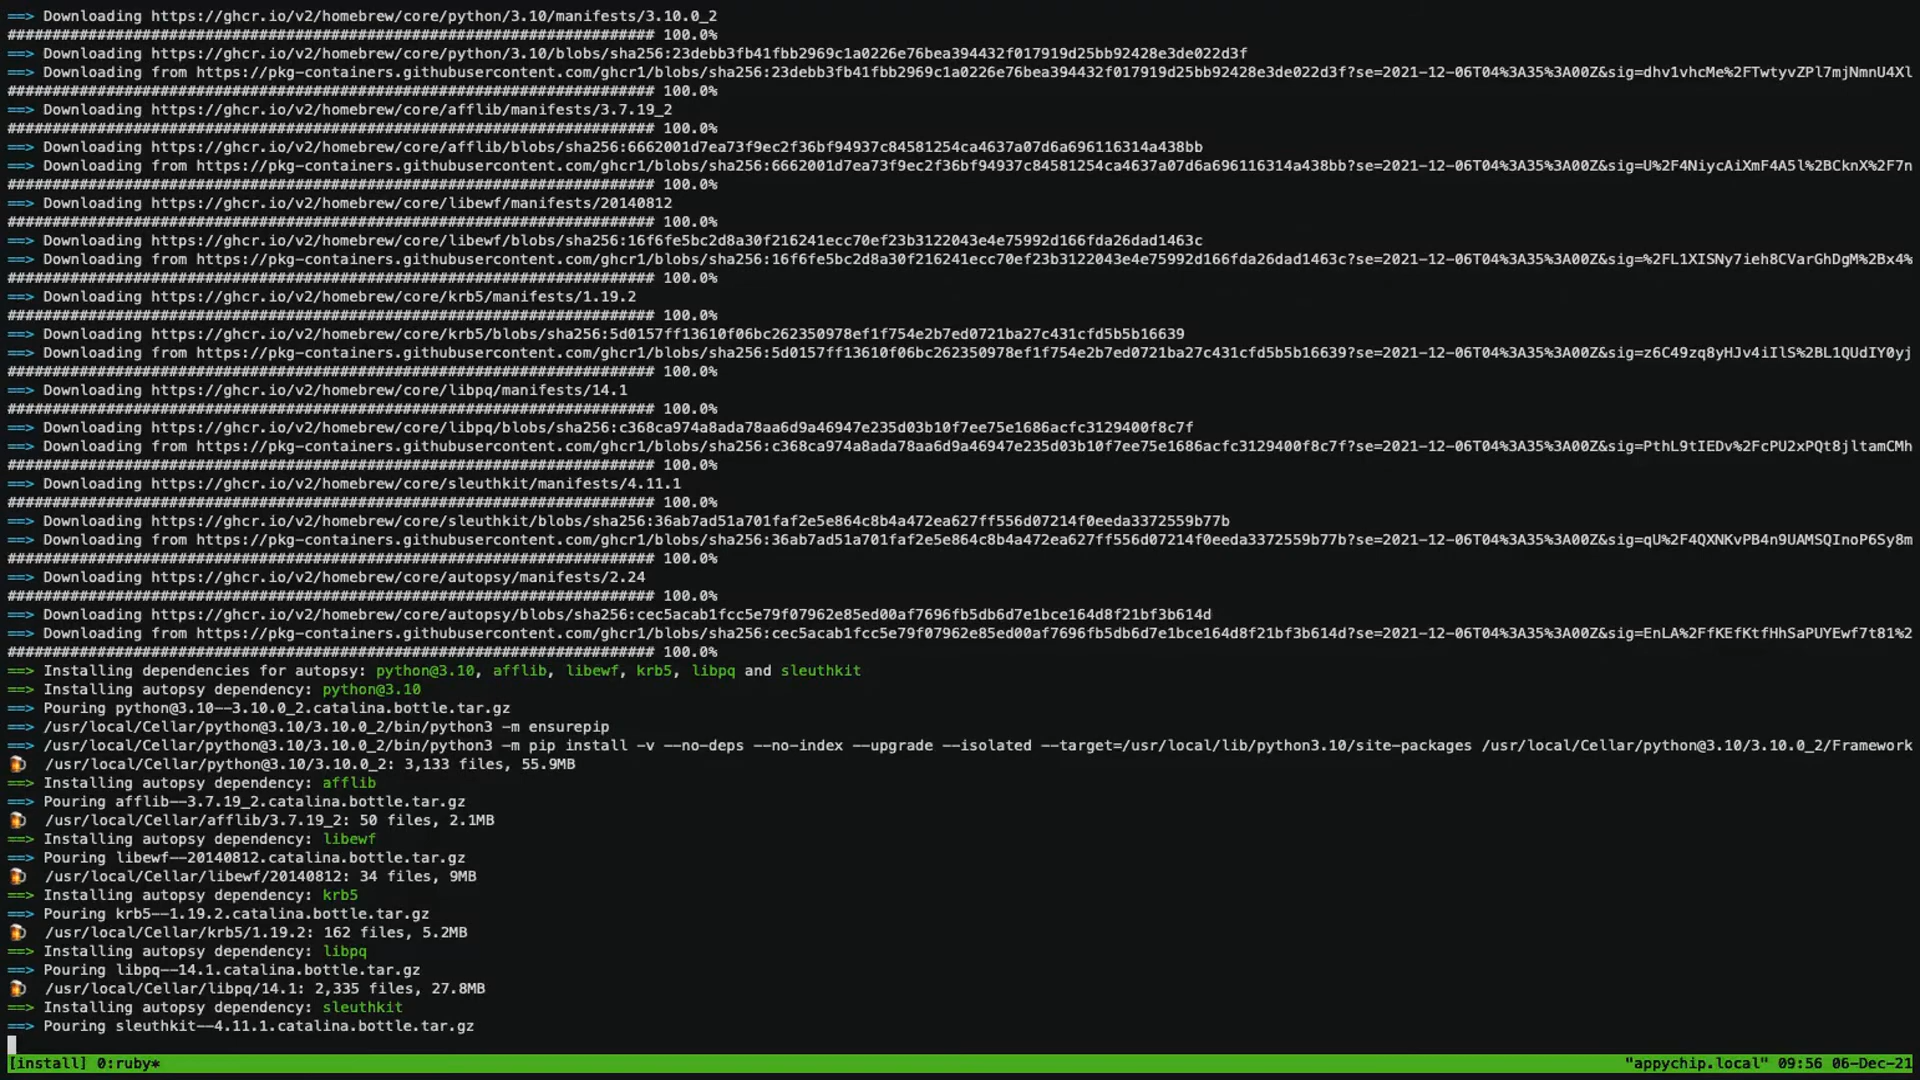 ==> Downloading https://ghcr.io/v2/homebrew/core/python/3.10/manifests/3.10.0_2
######################################################################## 100.0%
==> Downloading https://ghcr.io/v2/homebrew/core/python/3.10/blobs/sha256:23debb3fb41fbb2969c1a0226e76bea394432f017919d25bb92428e3de022d3f
==> Downloading from https://pkg-containers.githubusercontent.com/ghcr1/blobs/sha256:23debb3fb41fbb2969c1a0226e76bea394432f017919d25bb92428e3de022d3f?se=2021-12-06T04%3A35%3A00Z&sig=dhv1vhcMe%2FTwtyvZPl7mjNmnU4Xl
######################################################################## 100.0%
==> Downloading https://ghcr.io/v2/homebrew/core/afflib/manifests/3.7.19_2
######################################################################## 100.0%
==> Downloading https://ghcr.io/v2/homebrew/core/afflib/blobs/sha256:6662001d7ea73f9ec2f36bf94937c84581254ca4637a07d6a696116314a438bb
==> Downloading from https://pkg-containers.githubusercontent.com/ghcr1/blobs/sha256:6662001d7ea73f9ec2f36bf94937c84581254ca4637a07d6a696116314a438bb?se=2021-12-06T04%3A35%3A00Z&sig=U%2F4NiycAiXmF4A5l%2BCknX%2F7n
######################################################################## 100.0%
==> Downloading https://ghcr.io/v2/homebrew/core/libewf/manifests/20140812
######################################################################## 100.0%
==> Downloading https://ghcr.io/v2/homebrew/core/libewf/blobs/sha256:16f6fe5bc2d8a30f216241ecc70ef23b3122043e4e75992d166fda26dad1463c
==> Downloading from https://pkg-containers.githubusercontent.com/ghcr1/blobs/sha256:16f6fe5bc2d8a30f216241ecc70ef23b3122043e4e75992d166fda26dad1463c?se=2021-12-06T04%3A35%3A00Z&sig=%2FL1XISNy7ieh8CVarGhDgM%2Bx4%
######################################################################## 100.0%
==> Downloading https://ghcr.io/v2/homebrew/core/krb5/manifests/1.19.2
######################################################################## 100.0%
==> Downloading https://ghcr.io/v2/homebrew/core/krb5/blobs/sha256:5d0157ff13610f06bc262350978ef1f754e2b7ed0721ba27c431cfd5b5b16639
==> Downloading from https://pkg-containers.githubusercontent.com/ghcr1/blobs/sha256:5d0157ff13610f06bc262350978ef1f754e2b7ed0721ba27c431cfd5b5b16639?se=2021-12-06T04%3A35%3A00Z&sig=z6C49zq8yHJv4iIlS%2BL1QUdIY0yj
######################################################################## 100.0%
==> Downloading https://ghcr.io/v2/homebrew/core/libpq/manifests/14.1
######################################################################## 100.0%
==> Downloading https://ghcr.io/v2/homebrew/core/libpq/blobs/sha256:c368ca974a8ada78aa6d9a46947e235d03b10f7ee75e1686acfc3129400f8c7f
==> Downloading from https://pkg-containers.githubusercontent.com/ghcr1/blobs/sha256:c368ca974a8ada78aa6d9a46947e235d03b10f7ee75e1686acfc3129400f8c7f?se=2021-12-06T04%3A35%3A00Z&sig=PthL9tIEDv%2FcPU2xPQt8jltamCMh
######################################################################## 100.0%
==> Downloading https://ghcr.io/v2/homebrew/core/sleuthkit/manifests/4.11.1
######################################################################## 100.0%
==> Downloading https://ghcr.io/v2/homebrew/core/sleuthkit/blobs/sha256:36ab7ad51a701faf2e5e864c8b4a472ea627ff556d07214f0eeda3372559b77b
==> Downloading from https://pkg-containers.githubusercontent.com/ghcr1/blobs/sha256:36ab7ad51a701faf2e5e864c8b4a472ea627ff556d07214f0eeda3372559b77b?se=2021-12-06T04%3A35%3A00Z&sig=qU%2F4QXNKvPB4n9UAMSQInoP6Sy8m
######################################################################## 100.0%
==> Downloading https://ghcr.io/v2/homebrew/core/autopsy/manifests/2.24
######################################################################## 100.0%
==> Downloading https://ghcr.io/v2/homebrew/core/autopsy/blobs/sha256:cec5acab1fcc5e79f07962e85ed00af7696fb5db6d7e1bce164d8f21bf3b614d
==> Downloading from https://pkg-containers.githubusercontent.com/ghcr1/blobs/sha256:cec5acab1fcc5e79f07962e85ed00af7696fb5db6d7e1bce164d8f21bf3b614d?se=2021-12-06T04%3A35%3A00Z&sig=EnLA%2FfKEfKtfHhSaPUYEwf7t81%2
######################################################################## 100.0%
==> Installing dependencies for autopsy: python@3.10, afflib, libewf, krb5, libpq and sleuthkit
==> Installing autopsy dependency: python@3.10
==> Pouring python@3.10--3.10.0_2.catalina.bottle.tar.gz
==> /usr/local/Cellar/python@3.10/3.10.0_2/bin/python3 -m ensurepip
==> /usr/local/Cellar/python@3.10/3.10.0_2/bin/python3 -m pip install -v --no-deps --no-index --upgrade --isolated --target=/usr/local/lib/python3.10/site-packages /usr/local/Cellar/python@3.10/3.10.0_2/Framework
🍺 /usr/local/Cellar/python@3.10/3.10.0_2: 3,133 files, 55.9MB
==> Installing autopsy dependency: afflib
==> Pouring afflib--3.7.19_2.catalina.bottle.tar.gz
🍺 /usr/local/Cellar/afflib/3.7.19_2: 50 files, 2.1MB
==> Installing autopsy dependency: libewf
==> Pouring libewf--20140812.catalina.bottle.tar.gz
🍺 /usr/local/Cellar/libewf/20140812: 34 files, 9MB
==> Installing autopsy dependency: krb5
==> Pouring krb5--1.19.2.catalina.bottle.tar.gz
🍺 /usr/local/Cellar/krb5/1.19.2: 162 files, 5.2MB
==> Installing autopsy dependency: libpq
==> Pouring libpq--14.1.catalina.bottle.tar.gz
🍺 /usr/local/Cellar/libpq/14.1: 2,335 files, 27.8MB
==> Installing autopsy dependency: sleuthkit
==> Pouring sleuthkit--4.11.1.catalina.bottle.tar.gz
[install] 0:ruby* "appychip.local" 09:56 06-Dec-21